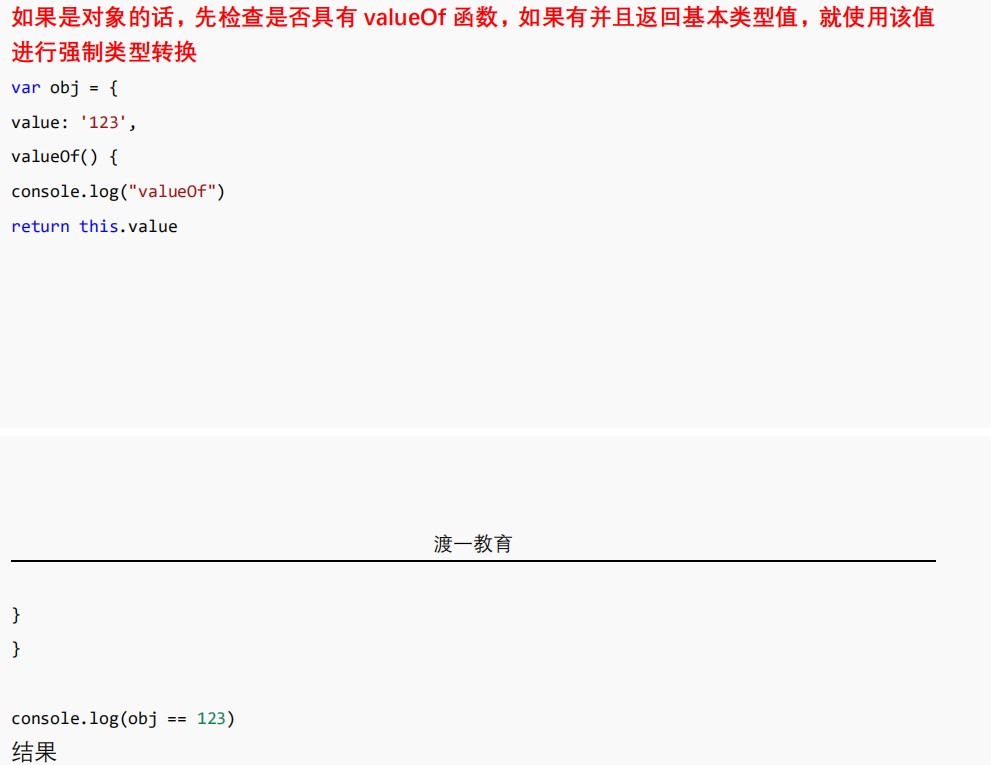 如果是对象的话，先检查是否具有 valueOf 函数，如果有并且返回基本类型值，就使用该值
进行强制类型转换
var obj = {
value: '123',
valueOf() {
console.log("valueOf")
return this.value
渡一教育
}
}
console.log(obj == 123)
结果